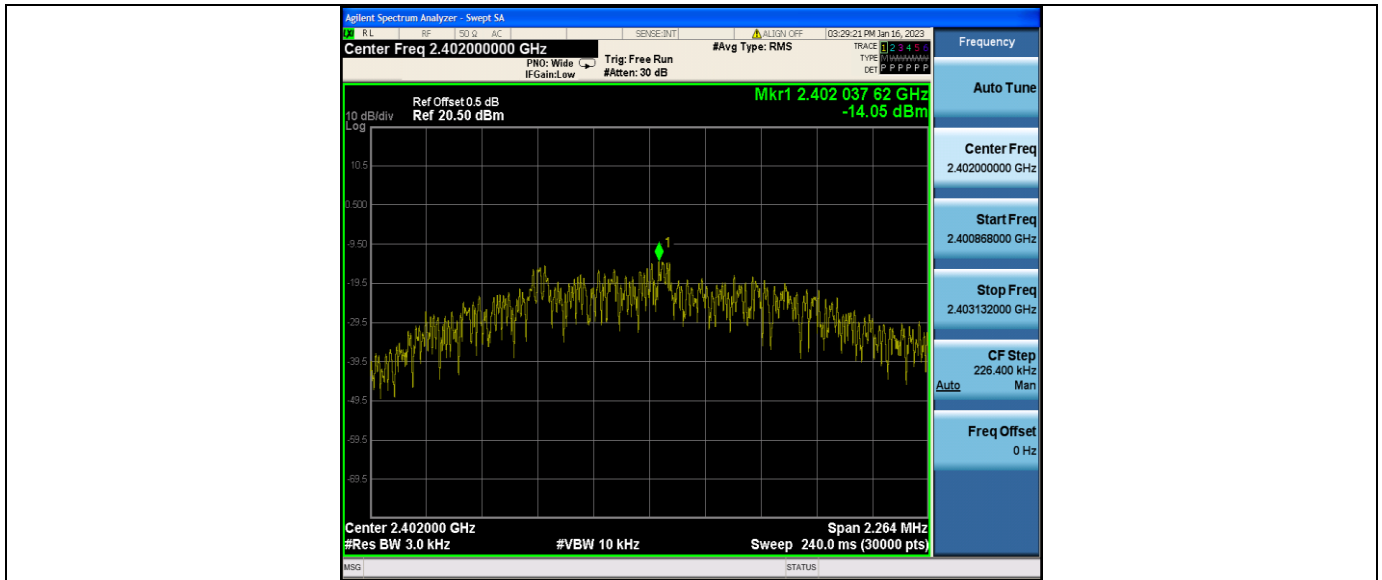 Agilent Spectrum Analyzer - Swept SA
RL RF 50 Ω AC SENSE:INT ALIGN OFF 03:29:21 PM Jan 16, 2023
Center Freq 2.402000000 GHz
#Avg Type: RMS
TRACE 1 2 3 4 5 6
PNO: Wide Trig: Free Run
TYPE M
IFGain:Low #Atten: 30 dB
DET P P P P P P
Mkr1 2.402 037 62 GHz
-14.05 dBm
Ref Offset 0.5 dB
10 dB/div Ref 20.50 dBm
Log
1
10.5
0.500
-9.50
-19.5
-29.5
-39.5
-49.5
-59.5
-69.5
Center 2.402000 GHz Span 2.264 MHz
#Res BW 3.0 kHz #VBW 10 kHz Sweep 240.0 ms (30000 pts)
MSG STATUS
Frequency
Auto Tune
Center Freq
2.402000000 GHz
Start Freq
2.400868000 GHz
Stop Freq
2.403132000 GHz
CF Step
226.400 kHz
Auto Man
Freq Offset
0 Hz